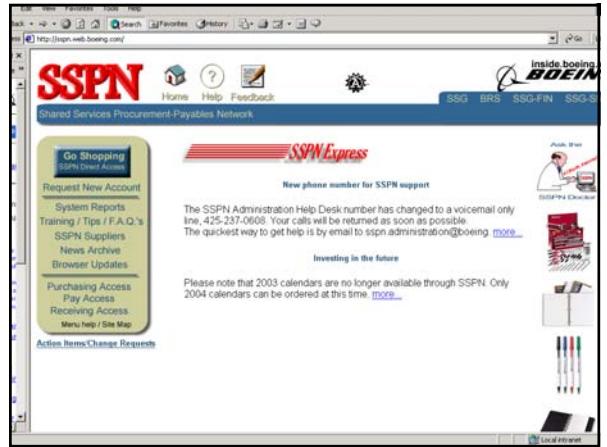 Edit View Favorites Tools Help
Back Search Favorites History
http://sspn.web.boeing.com/ Go
SSPN
Home Help Feedback
inside.boeing.
BOEIN
SSG BRS SSG-FIN SSG-S
Shared Services Procurement-Payables Network
Go Shopping
SSPN Direct Access
Request New Account
System Reports
Training / Tips / F.A.Q.'s
SSPN Suppliers
News Archive
Browser Updates
Purchasing Access
Pay Access
Receiving Access
Menu help / Site Map
Action Items/Change Requests
SSPN Express
New phone number for SSPN support
The SSPN Administration Help Desk number has changed to a voicemail only
line, 425-237-0608. Your calls will be returned as soon as possible.
The quickest way to get help is by email to sspn.administration@boeing. more...
Investing in the future
Please note that 2003 calendars are no longer available through SSPN. Only
2004 calendars can be ordered at this time. more...
Ask the
SSPN Doctor
Local intranet